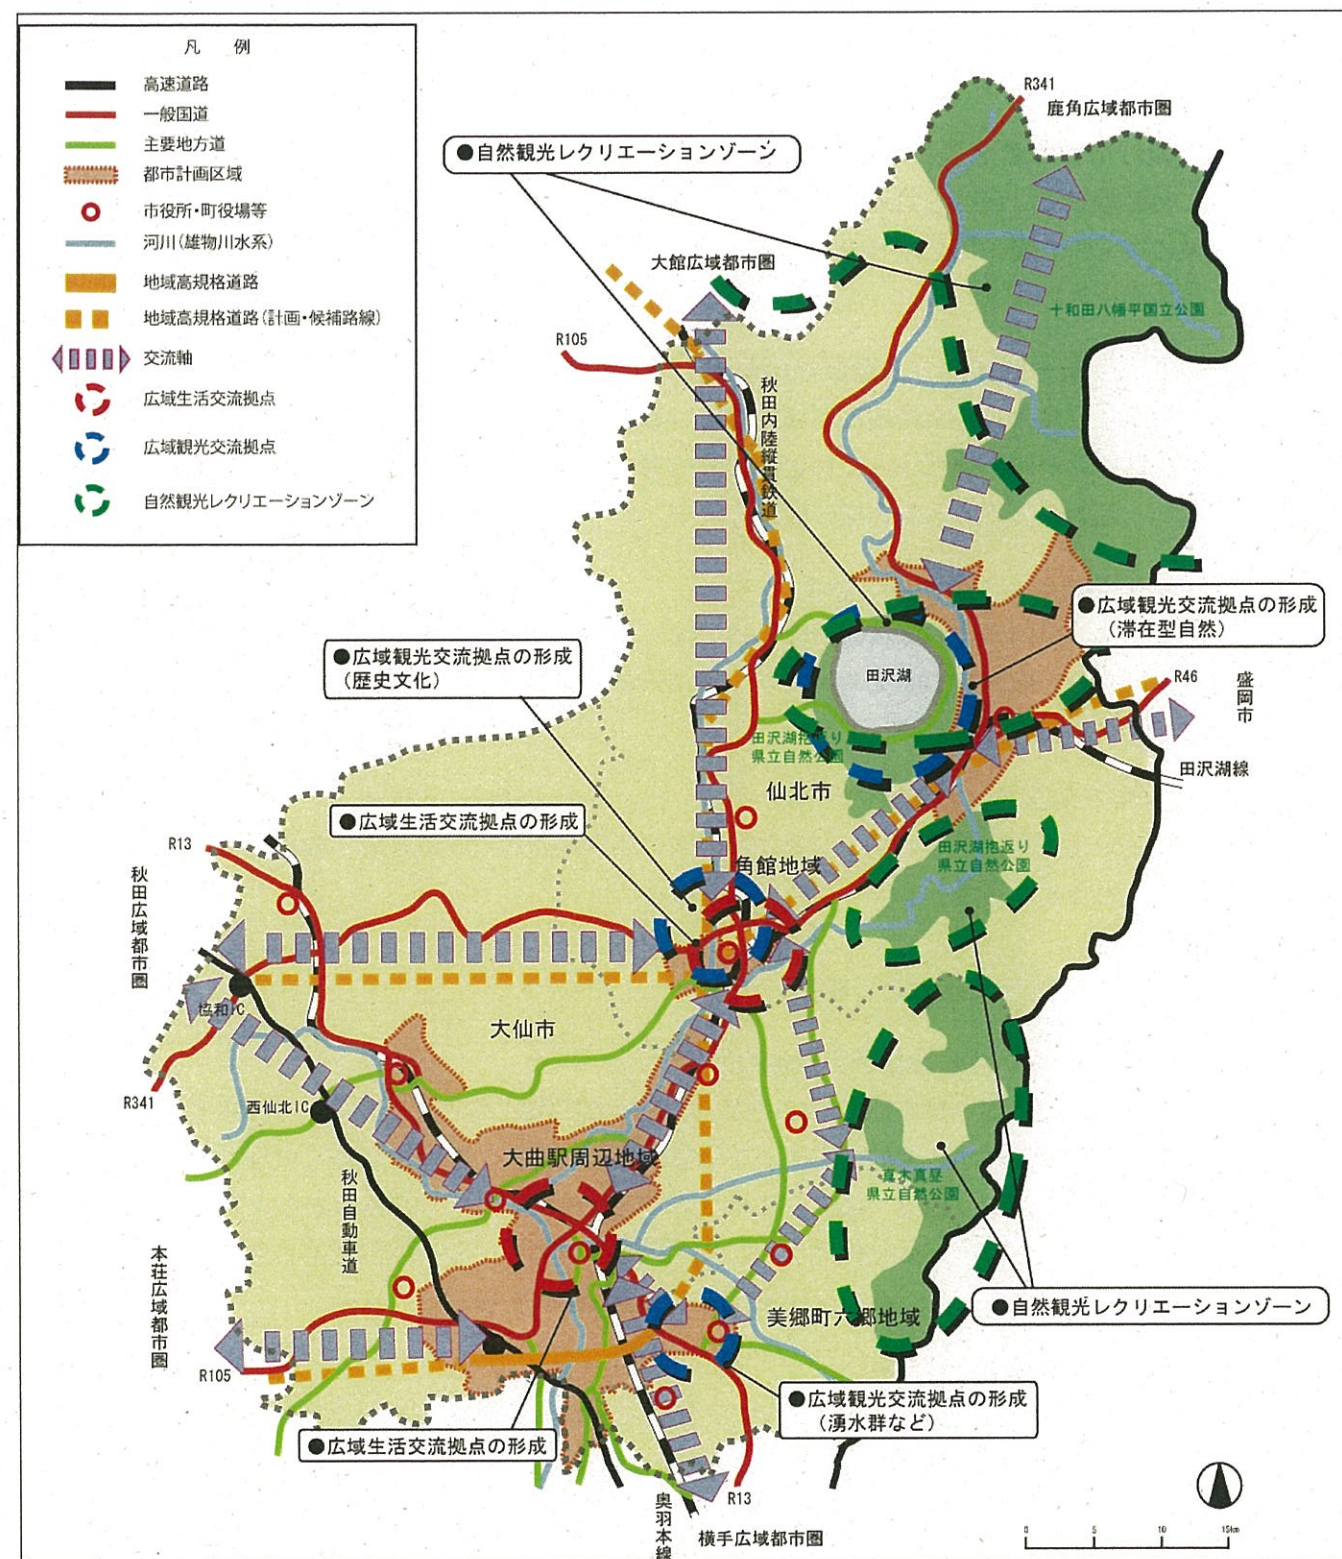 凡　例
高速道路
一般国道
主要地方道
都市計画区域
市役所・町役場等
河川(雄物川水系)
地域高規格道路
地域高規格道路(計画・候補路線)
交流軸
広域生活交流拠点
広域観光交流拠点
自然観光レクリエーションゾーン
R341
鹿角広域都市圏
●自然観光レクリエーションゾーン
大館広域都市圏
十和田八幡平国立公園
R105
秋田内陸縦貫鉄道
●広域観光交流拠点の形成
(滞在型自然)
●広域観光交流拠点の形成
(歴史文化)
田沢湖
R46
盛岡市
田沢湖抱返り
県立自然公園
田沢湖線
仙北市
●広域生活交流拠点の形成
R13
角館地域
田沢湖抱返り
県立自然公園
秋田広域都市圏
協和IC
大仙市
R341
西仙北IC
大曲駅周辺地域
真木真昼
県立自然公園
秋田自動車道
本荘広域都市圏
●自然観光レクリエーションゾーン
美郷町六郷地域
R105
●広域観光交流拠点の形成
(湧水群など)
●広域生活交流拠点の形成
R13
奥羽本線
横手広域都市圏
0 5 10 15km